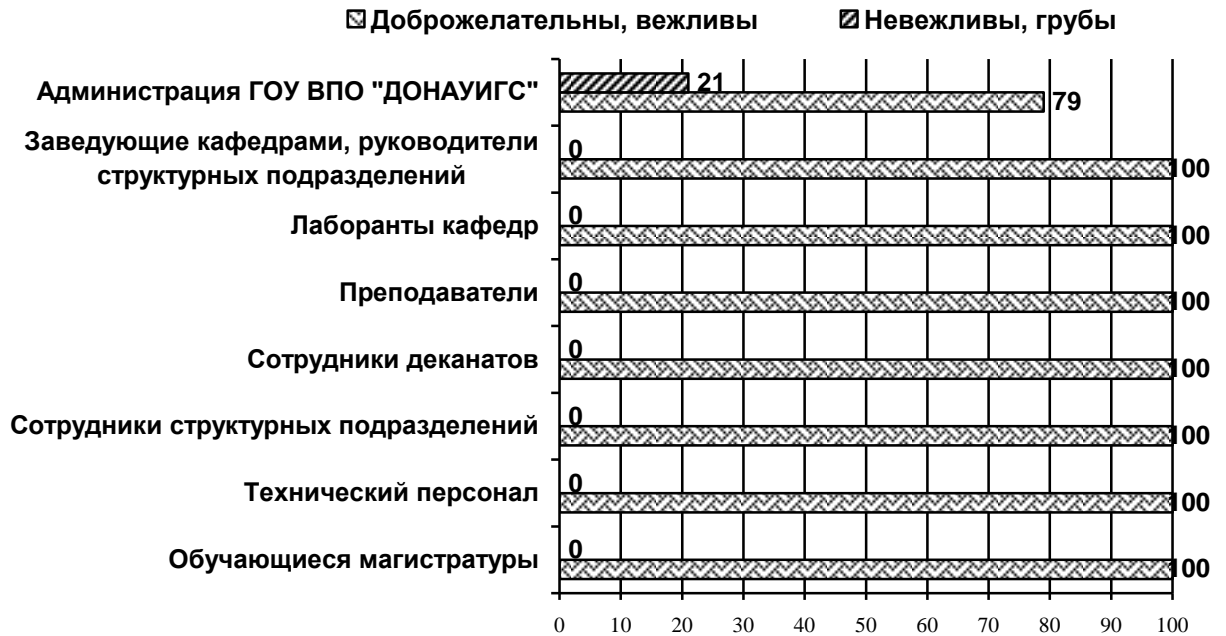 Доброжелательны, вежливы Невежливы, грубы
Администрация ГОУ ВПО "ДОНАУИГС"
21
79
Заведующие кафедрами, руководители
структурных подразделений
0
100
Лаборанты кафедр
0
100
Преподаватели
0
100
Сотрудники деканатов
0
100
Сотрудники структурных подразделений
0
100
Технический персонал
0
100
Обучающиеся магистратуры
0
100
0 10 20 30 40 50 60 70 80 90 100